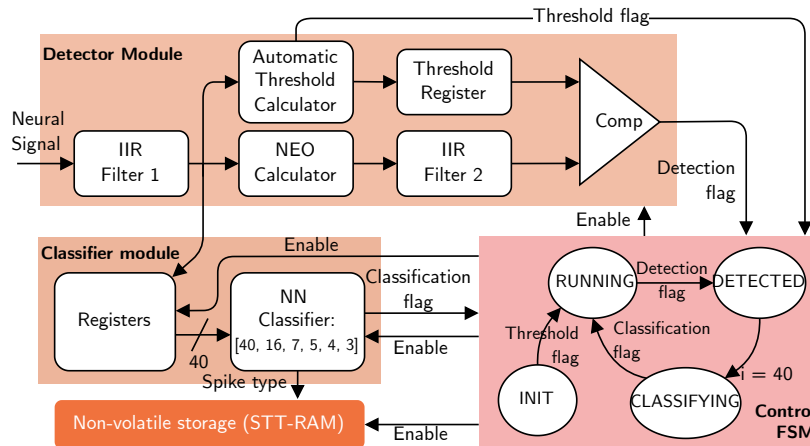 Threshold flag
Detector Module
Automatic
Threshold
Calculator
Threshold
Register
Comp
Neural
Signal
IIR
Filter 1
NEO
Calculator
IIR
Filter 2
Detection
flag
Enable
Classifier module
Enable
Registers
40
NN
Classifier:
[40, 16, 7, 5, 4, 3]
Classification
flag
Enable
Spike type
Non-volatile storage (STT-RAM)
Enable
RUNNING
Detection
flag
DETECTED
Threshold
flag
Classification
flag
i = 40
INIT
CLASSIFYING
Contro
FSM